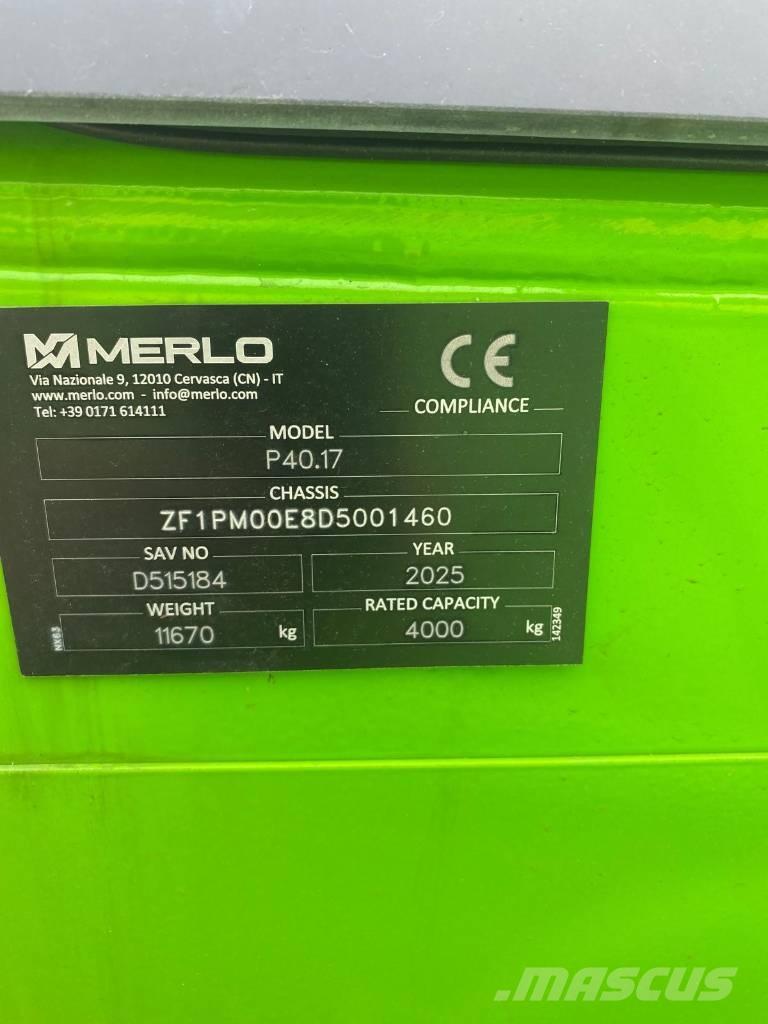 MERLO
Via Nazionale 9, 12010 Cervasca (CN) - IT
www.merlo.com - info@merlo.com
Tel: +39 0171 614111
CE
COMPLIANCE
MODEL
P40.17
CHASSIS
ZF1PM00E8D5001460
SAV NO
D515184
YEAR
2025
WEIGHT
11670 kg
RATED CAPACITY
4000 kg
NX63
142349
MASCUS